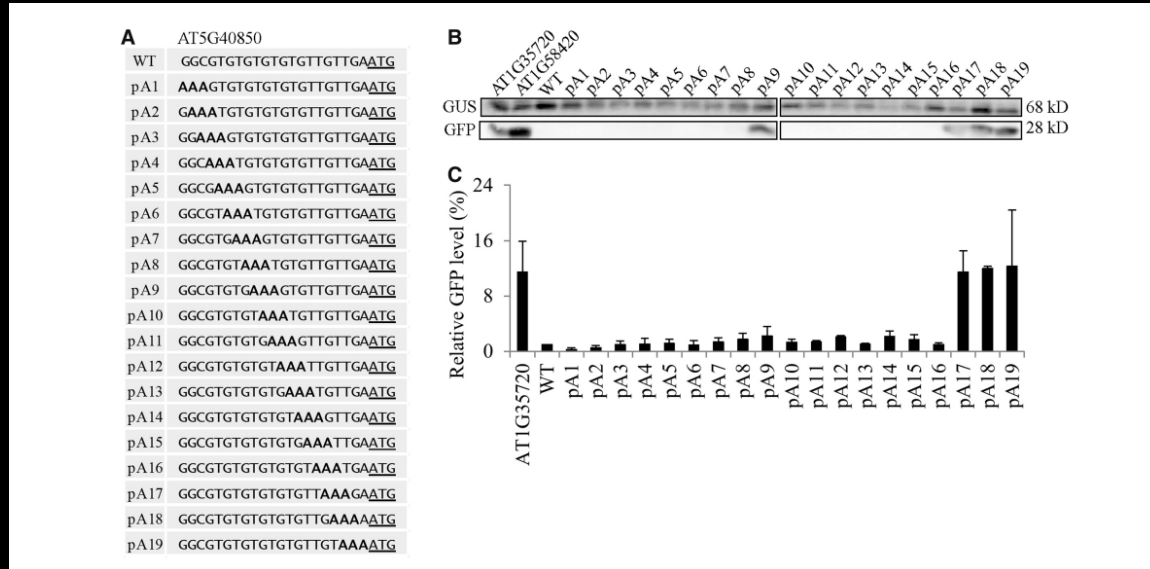 A
AT5G40850
WT GGCGTGTGTGTGTGTTGTTGAATG
pA1 AAAGTGTGTGTGTGTTGTTGAATG
pA2 GAAATGTGTGTGTGTTGTTGAATG
pA3 GGAAAGTGTGTGTGTTGTTGAATG
pA4 GGCAAATGTGTGTGTTGTTGAATG
pA5 GGCGAAAGTGTGTGTTGTTGAATG
pA6 GGCGTAAATGTGTGTTGTTGAATG
pA7 GGCGTGAAAGTGTGTTGTTGAATG
pA8 GGCGTGTAAATGTGTTGTTGAATG
pA9 GGCGTGTGAAAGTGTTGTTGAATG
pA10 GGCGTGTGTAAATGTTGTTGAATG
pA11 GGCGTGTGTGAAAGTTGTTGAATG
pA12 GGCGTGTGTGTAAATTGTTGAATG
pA13 GGCGTGTGTGTGAAATGTTGAATG
pA14 GGCGTGTGTGTGTAAAGTTGAATG
pA15 GGCGTGTGTGTGTGAAATTGAATG
pA16 GGCGTGTGTGTGTGTAAATGAATG
pA17 GGCGTGTGTGTGTGTTAAAGAATG
pA18 GGCGTGTGTGTGTGTTGAAAAATG
pA19 GGCGTGTGTGTGTGTTGTAAAATG
B
AT1G35720 AT1G58420 WT pA1 pA2 pA3 pA4 pA5 pA6 pA7 pA8 pA9 pA10 pA11 pA12 pA13 pA14 pA15 pA16 pA17 pA18 pA19
GUS 68 kD
GFP 28 kD
C
Relative GFP level (%)
24
16
8
0
AT1G35720 WT pA1 pA2 pA3 pA4 pA5 pA6 pA7 pA8 pA9 pA10 pA11 pA12 pA13 pA14 pA15 pA16 pA17 pA18 pA19